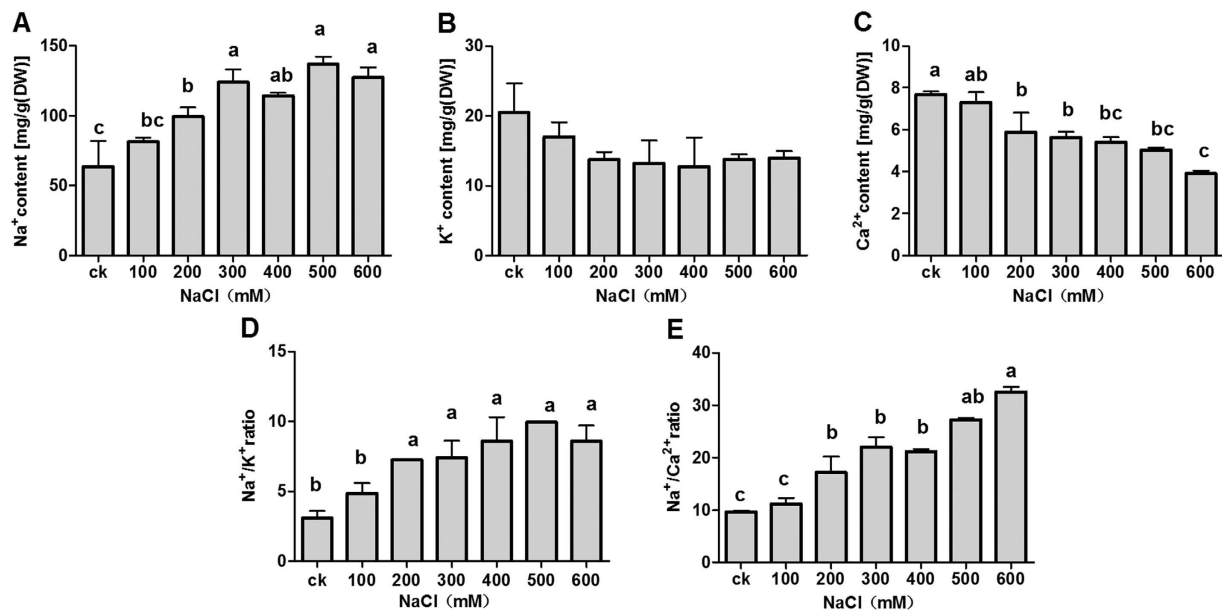 A
Na⁺content [mg/g(DW)]
150
100
50
0
c
bc
b
a
ab
a
a
ck 100 200 300 400 500 600
NaCl（mM）
B
K⁺ content [mg/g(DW)]
30
20
10
0
ck 100 200 300 400 500 600
NaCl（mM）
C
Ca²⁺content [mg/g(DW)]
10
8
6
4
2
0
a
ab
b
b
bc
bc
c
ck 100 200 300 400 500 600
NaCl（mM）
D
Na⁺/K⁺ratio
15
10
5
0
b
b
a
a
a
a
a
ck 100 200 300 400 500 600
NaCl（mM）
E
Na⁺/Ca²⁺ratio
40
30
20
10
0
c
c
b
b
b
ab
a
ck 100 200 300 400 500 600
NaCl（mM）